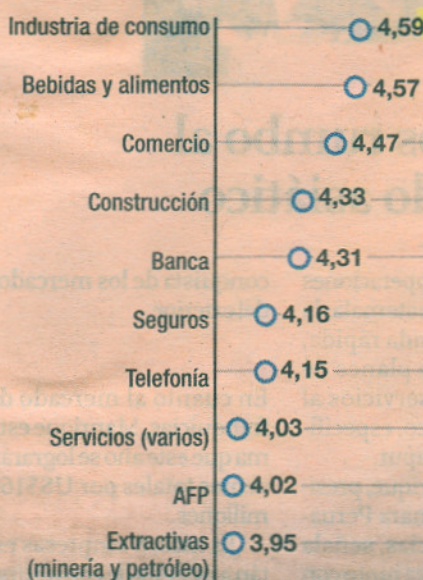 Industria de consumo 4,59
Bebidas y alimentos 4,57
Comercio 4,47
Construcción 4,33
Banca 4,31
Seguros 4,16
Telefonía 4,15
Servicios (varios) 4,03
AFP 4,02
Extractivas 3,95
(minería y petróleo)